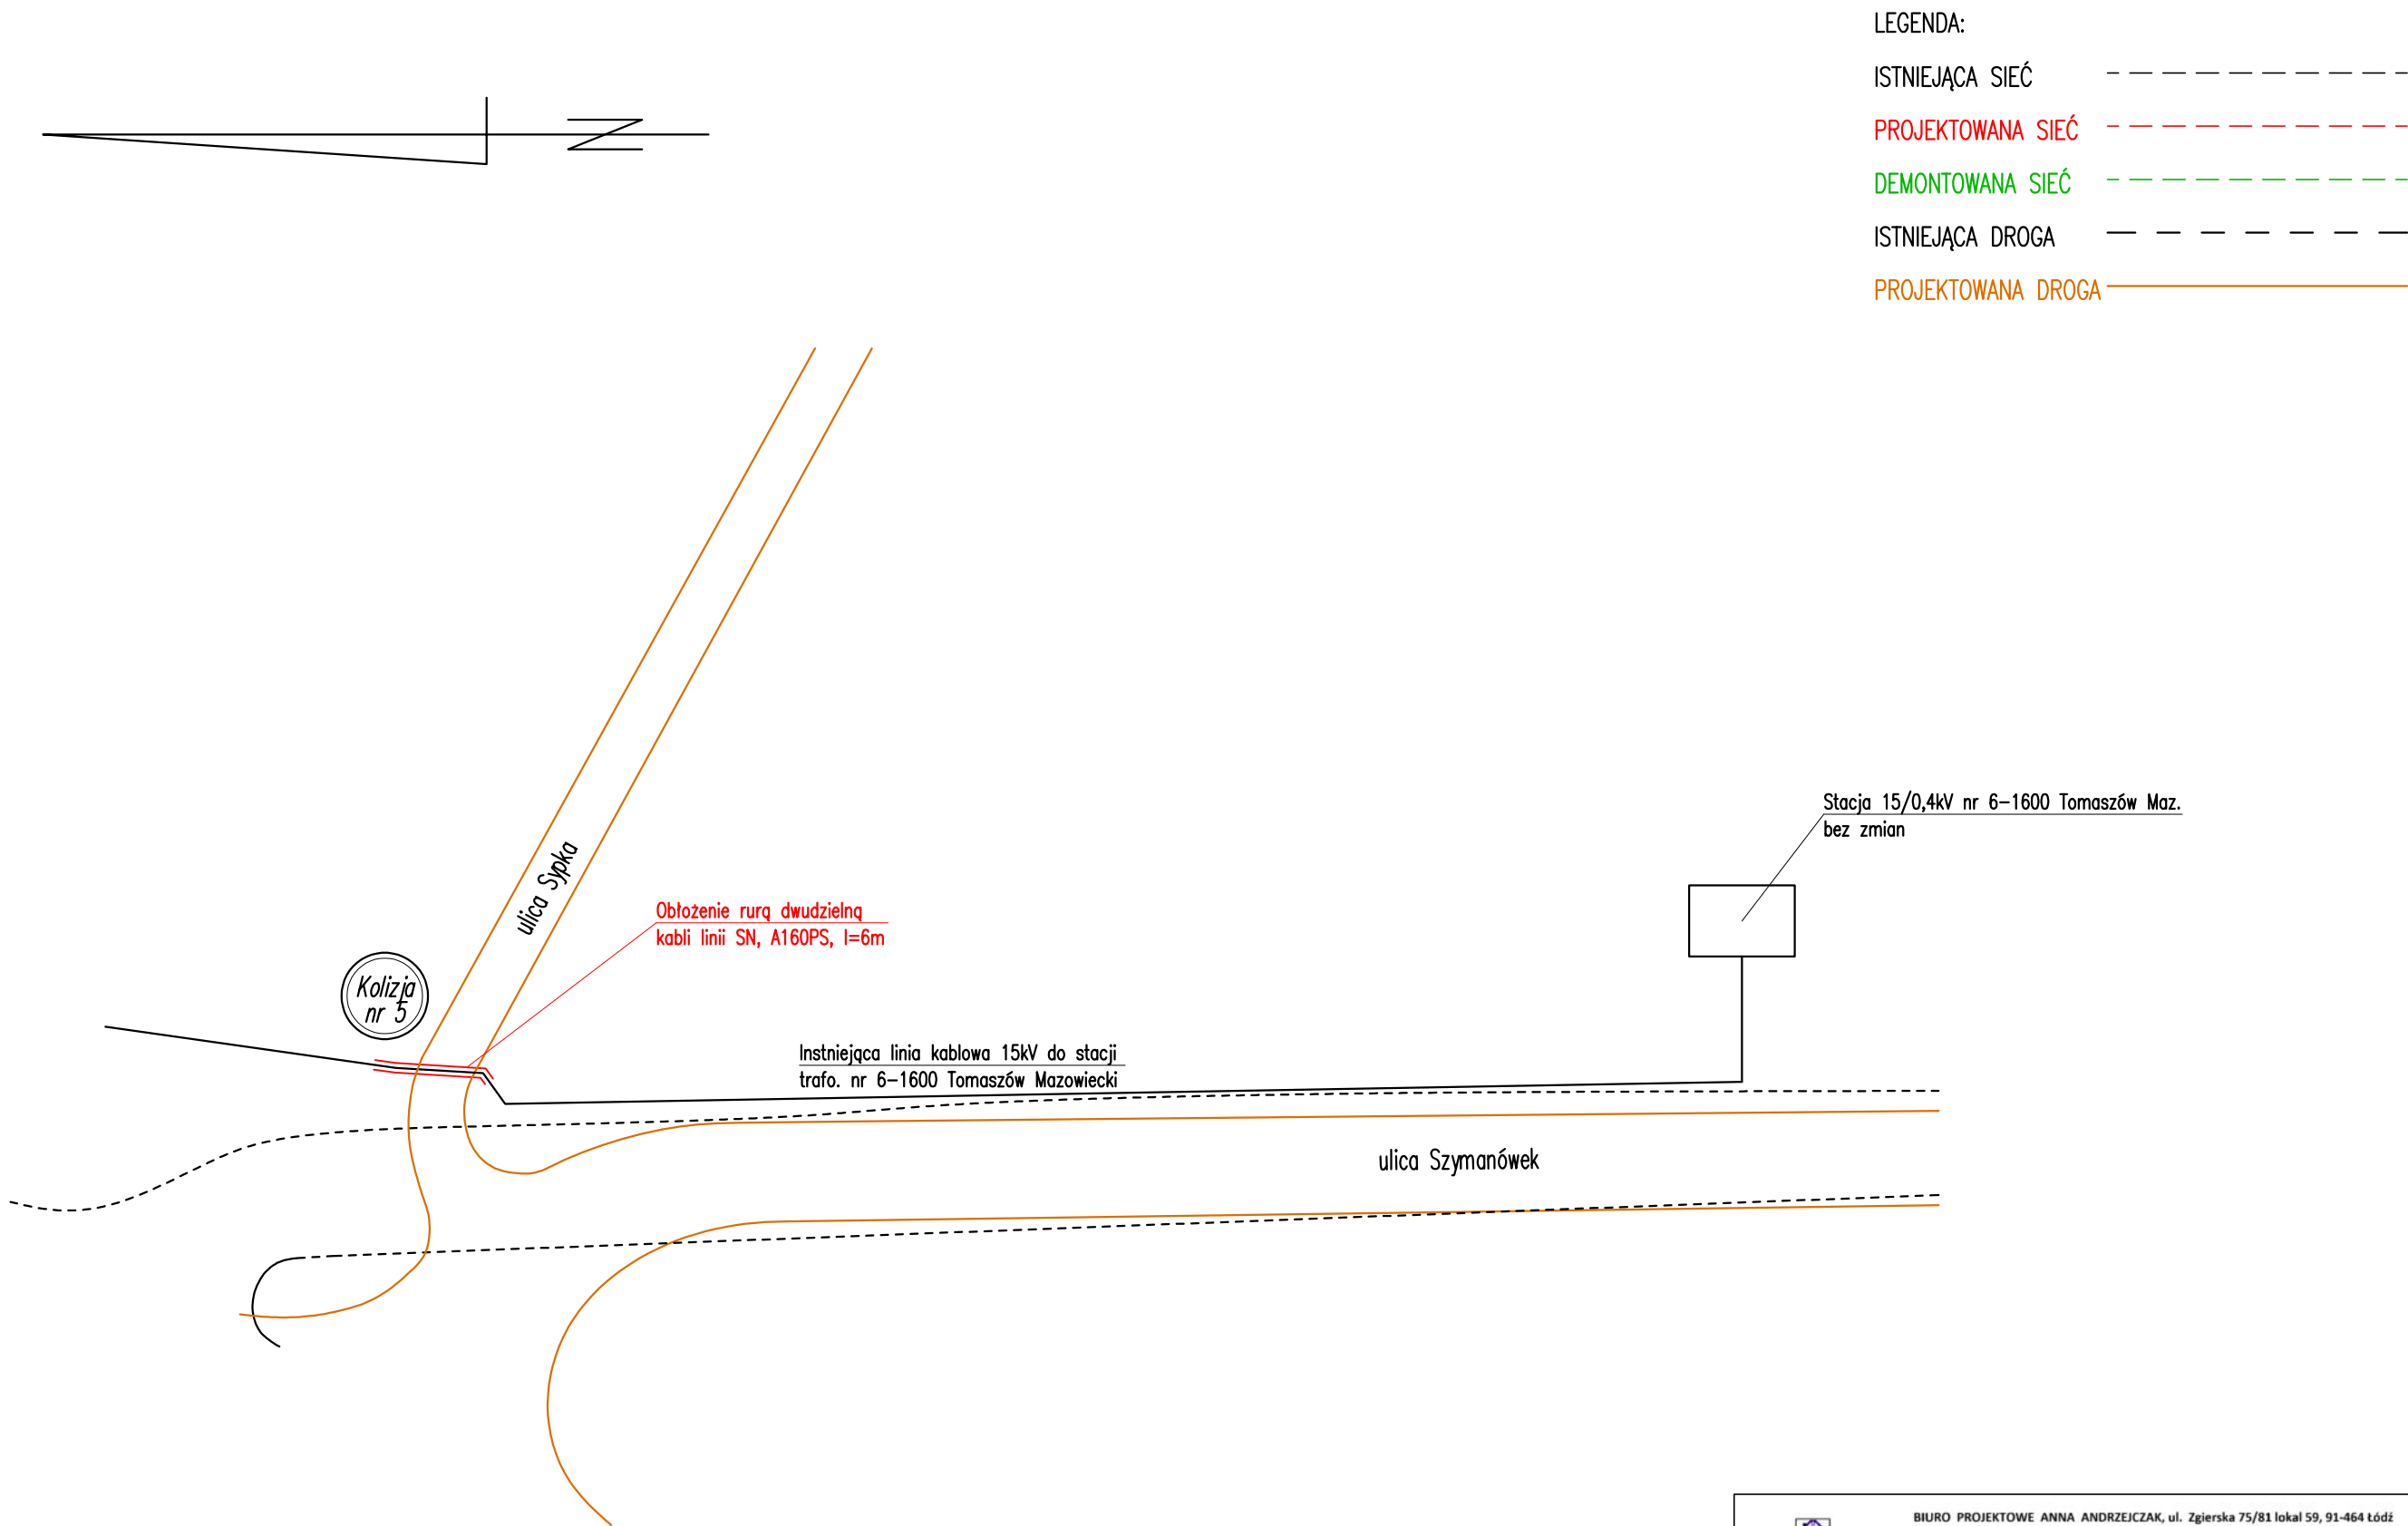 LEGENDA:
ISTNIEJĄCA SIEĆ
PROJEKTOWANA SIEĆ
DEMONTOWANA SIEĆ
ISTNIEJĄCA DROGA
PROJEKTOWANA DROGA
N
ulica Sypka
Stacja 15/0,4kV nr 6-1600 Tomaszów Maz.
bez zmian
Obłożenie rurą dwudzielną
kabli linii SN, A160PS, l=6m
Kolizja
nr 5
Instniejąca linia kablowa 15kV do stacji
trafo. nr 6-1600 Tomaszów Mazowiecki
ulica Szymanówek
BIURO PROJEKTOWE ANNA ANDRZEJCZAK, ul. Zgierska 75/81 lokal 59, 91-464 Łódź